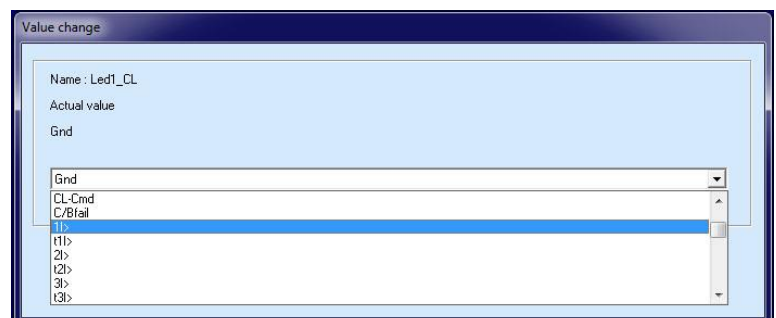 Value change
Name : Led1_CL
Actual value
Gnd
Gnd
CL-Cmd
C/Bfail
1I>
t1I>
2I>
t2I>
3I>
t3I>